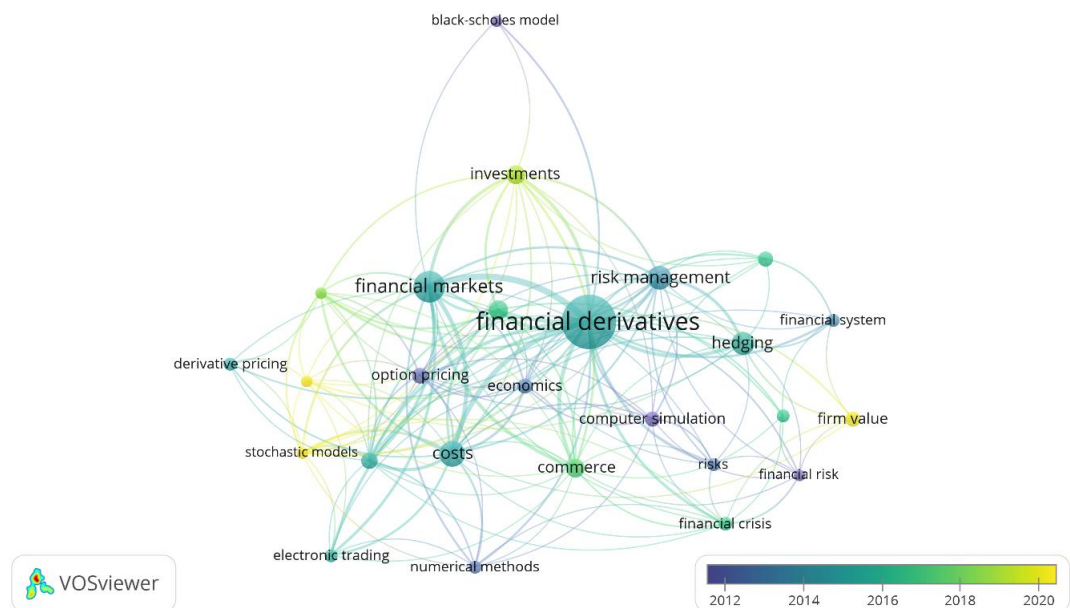 black-scholes model
investments
risk management
financial markets
financial derivatives
financial system
hedging
derivative pricing
option pricing
economics
computer simulation
firm value
stochastic models
costs
commerce
risks
financial risk
financial crisis
electronic trading
numerical methods
VOSviewer
2012 2014 2016 2018 2020